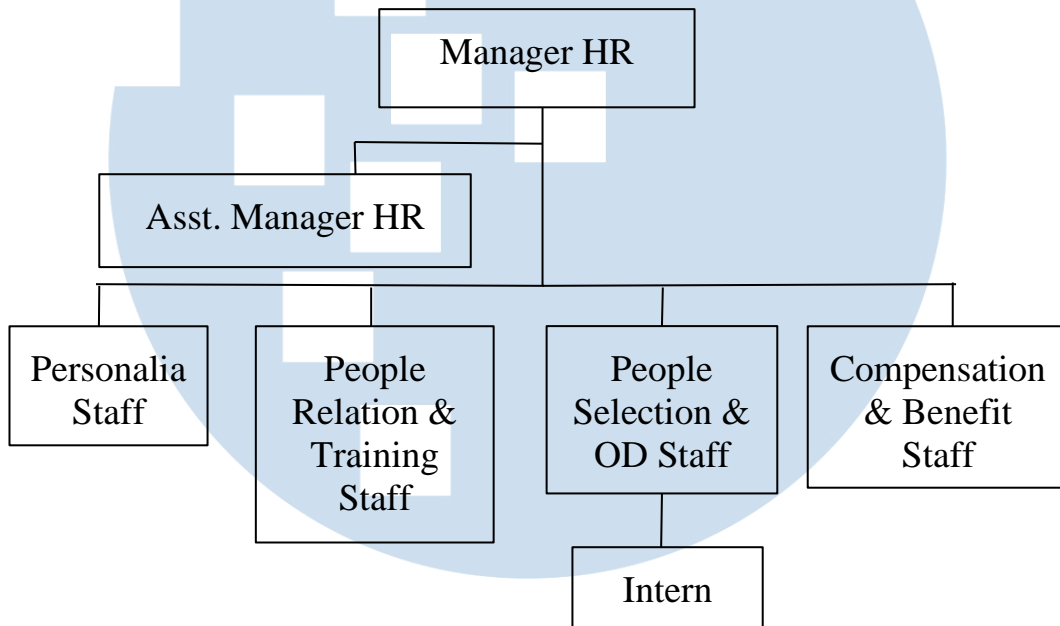 Manager HR
Asst. Manager HR
Personalia
Staff
People
Relation &
Training
Staff
People
Selection &
OD Staff
Compensation
& Benefit
Staff
Intern